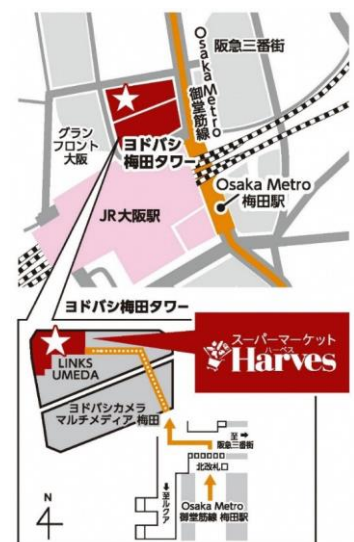 Osaka Metro
御堂筋線
阪急三番街
グラン
フロント
大阪
ヨドバシ
梅田タワー
Osaka Metro
梅田駅
JR大阪駅
ヨドバシ梅田タワー
LINKS
UMEDA
スーパーマーケット
ハーベス
Harves
ヨドバシカメラ
マルチメディア 梅田
至➡
阪急三番街
北改札口
⬅至ルクア
Osaka Metro
御堂筋線 梅田駅
N